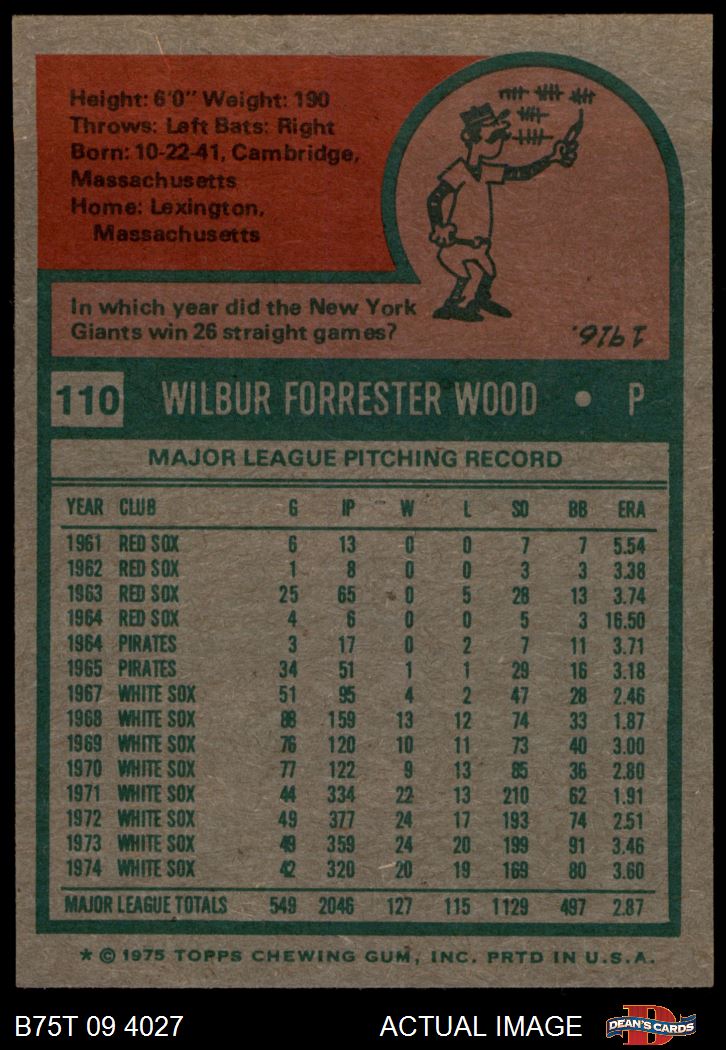 Height: 6'0" Weight: 190
Throws: Left Bats: Right
Born: 10-22-41, Cambridge,
Massachusetts
Home: Lexington,
Massachusetts
In which year did the New York
Giants win 26 straight games?
1916.
110 WILBUR FORRESTER WOOD • P
MAJOR LEAGUE PITCHING RECORD
YEAR CLUB G IP W L SO BB ERA
1961 RED SOX 6 13 0 0 7 7 5.54
1962 RED SOX 1 8 0 0 3 3 3.38
1963 RED SOX 25 65 0 5 28 13 3.74
1964 RED SOX 4 6 0 0 5 3 16.50
1964 PIRATES 3 17 0 2 7 11 3.71
1965 PIRATES 34 51 1 1 29 16 3.18
1967 WHITE SOX 51 95 4 2 47 28 2.46
1968 WHITE SOX 88 159 13 12 74 33 1.87
1969 WHITE SOX 76 120 10 11 73 40 3.00
1970 WHITE SOX 77 122 9 13 85 36 2.80
1971 WHITE SOX 44 334 22 13 210 62 1.91
1972 WHITE SOX 49 377 24 17 193 74 2.51
1973 WHITE SOX 49 359 24 20 199 91 3.46
1974 WHITE SOX 42 320 20 19 169 80 3.60
MAJOR LEAGUE TOTALS 549 2046 127 115 1129 497 2.87
* © 1975 TOPPS CHEWING GUM, INC. PRTD IN U.S.A.
B75T 09 4027 ACTUAL IMAGE D DEAN'S CARDS